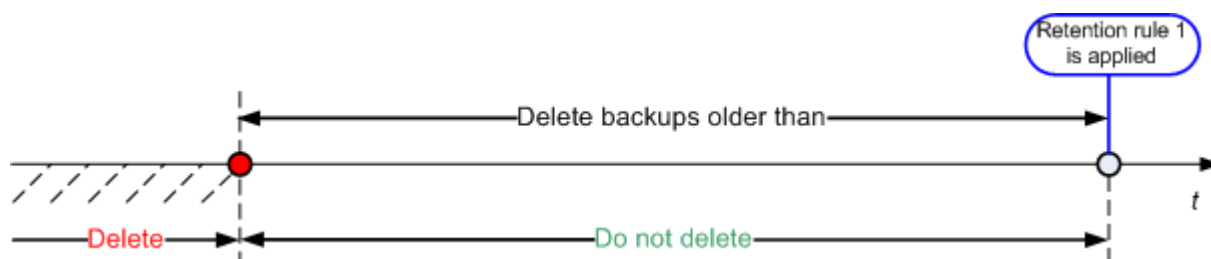 Retention rule 1
is applied
Delete backups older than
t
Delete
Do not delete